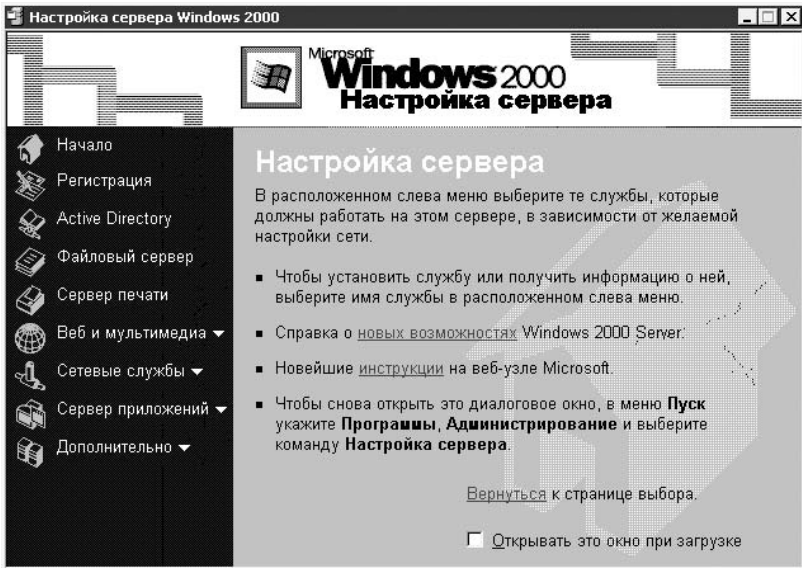 Настройка сервера Windows 2000
Microsoft
Windows 2000
Настройка сервера
Начало
Регистрация
Active Directory
Файловый сервер
Сервер печати
Веб и мультимедиа
Сетевые службы
Сервер приложений
Дополнительно
Настройка сервера
В расположенном слева меню выберите те службы, которые
должны работать на этом сервере, в зависимости от желаемой
настройки сети.
Чтобы установить службу или получить информацию о ней,
выберите имя службы в расположенном слева меню.
Справка о новых возможностях Windows 2000 Server.
Новейшие инструкции на веб-узле Microsoft.
Чтобы снова открыть это диалоговое окно, в меню Пуск
укажите Программы, Администрирование и выберите
команду Настройка сервера.
Вернуться к странице выбора.
Открывать это окно при загрузке